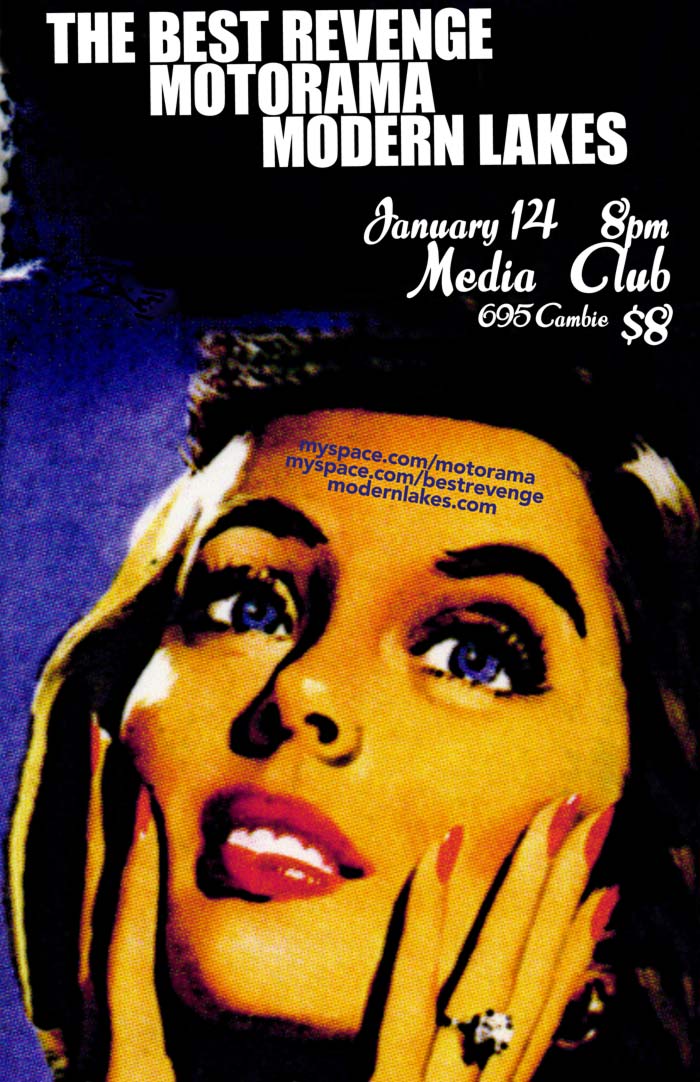 THE BEST REVENGE
MOTORAMA
MODERN LAKES
January 14 8pm
Media Club
695 Cambie $8
myspace.com/motorama
myspace.com/bestrevenge
modernlakes.com